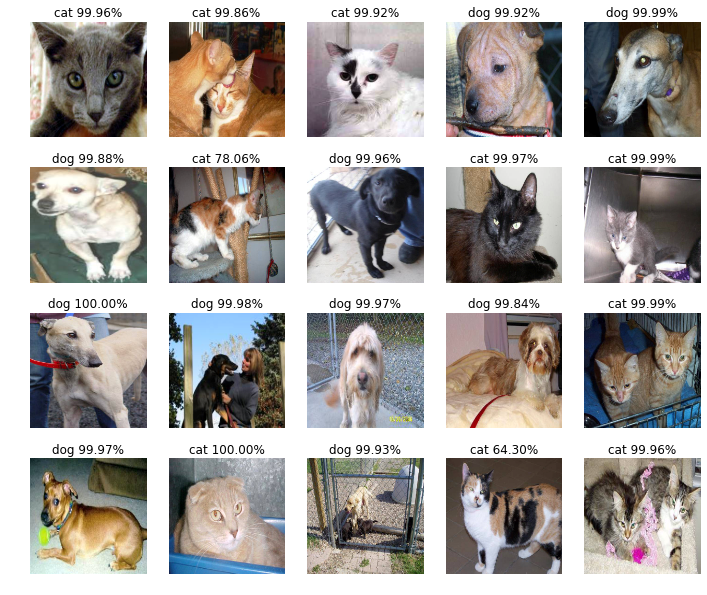 cat 99.96% cat 99.86% cat 99.92% dog 99.92% dog 99.99%
dog 99.88% cat 78.06% dog 99.96% cat 99.97% cat 99.99%
dog 100.00% dog 99.98% dog 99.97% dog 99.84% cat 99.99%
dog 99.97% cat 100.00% dog 99.93% cat 64.30% cat 99.96%